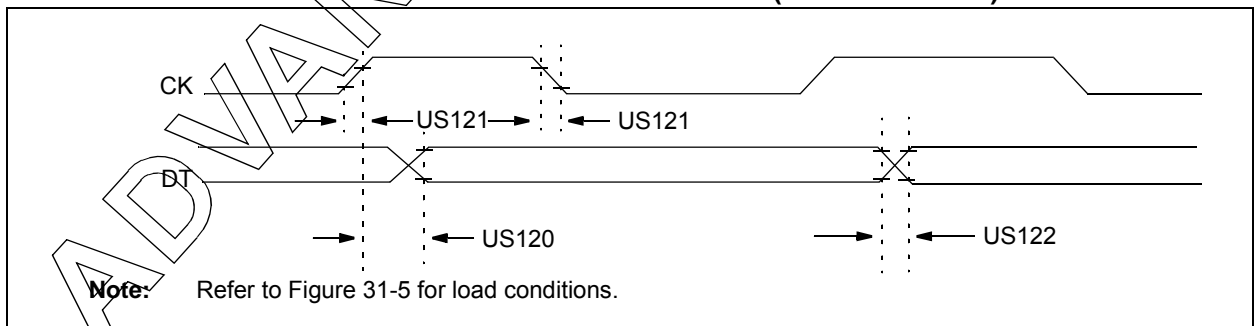 CK
US121 US121
DT
US120 US122
Note: Refer to Figure 31-5 for load conditions.